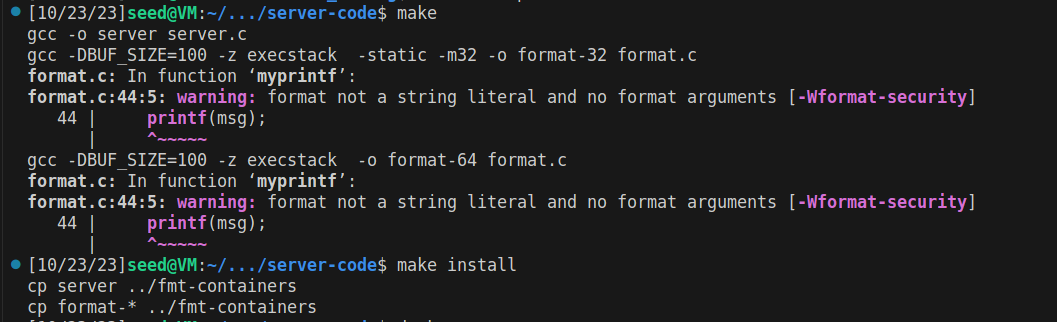 [10/23/23]seed@VM:~/.../server-code$ make
gcc -o server server.c
gcc -DBUF_SIZE=100 -z execstack  -static -m32 -o format-32 format.c
format.c: In function ‘myprintf’:
format.c:44:5: warning: format not a string literal and no format arguments [-Wformat-security]
   44 |     printf(msg);
      |     ^~~~~~
gcc -DBUF_SIZE=100 -z execstack  -o format-64 format.c
format.c: In function ‘myprintf’:
format.c:44:5: warning: format not a string literal and no format arguments [-Wformat-security]
   44 |     printf(msg);
      |     ^~~~~~
[10/23/23]seed@VM:~/.../server-code$ make install
cp server ../fmt-containers
cp format-* ../fmt-containers